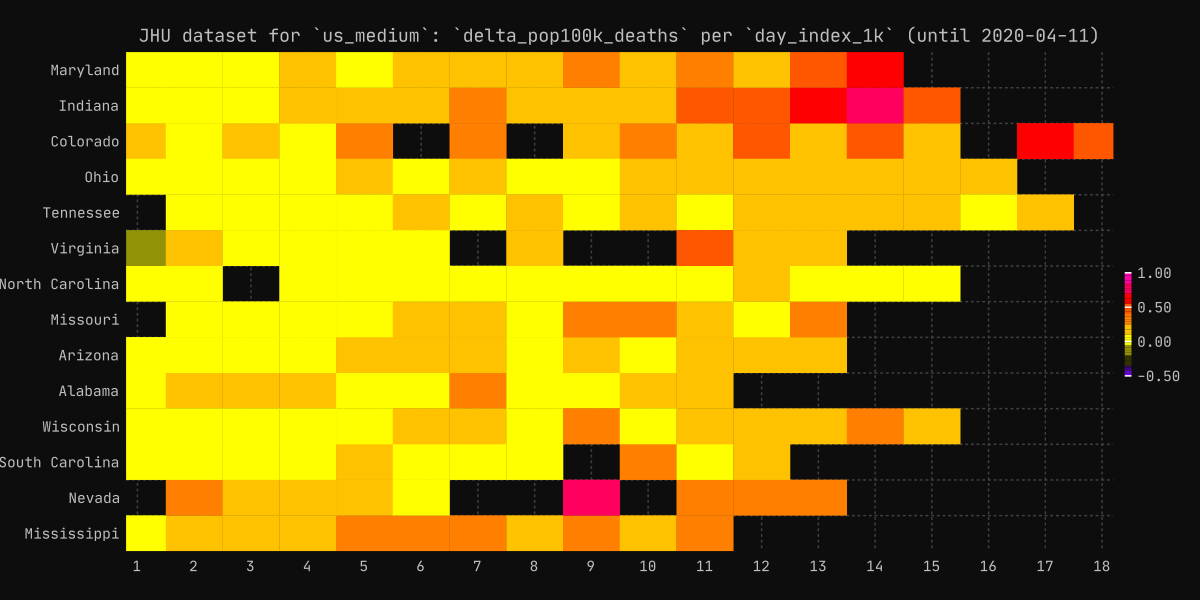 JHU dataset for `us_medium`: `delta_pop100k_deaths` per `day_index_1k` (until 2020-04-11)
Maryland
Indiana
Colorado
Ohio
Tennessee
Virginia
North Carolina
Missouri
Arizona
Alabama
Wisconsin
South Carolina
Nevada
Mississippi
1 2 3 4 5 6 7 8 9 10 11 12 13 14 15 16 17 18
1.00
0.50
0.00
-0.50